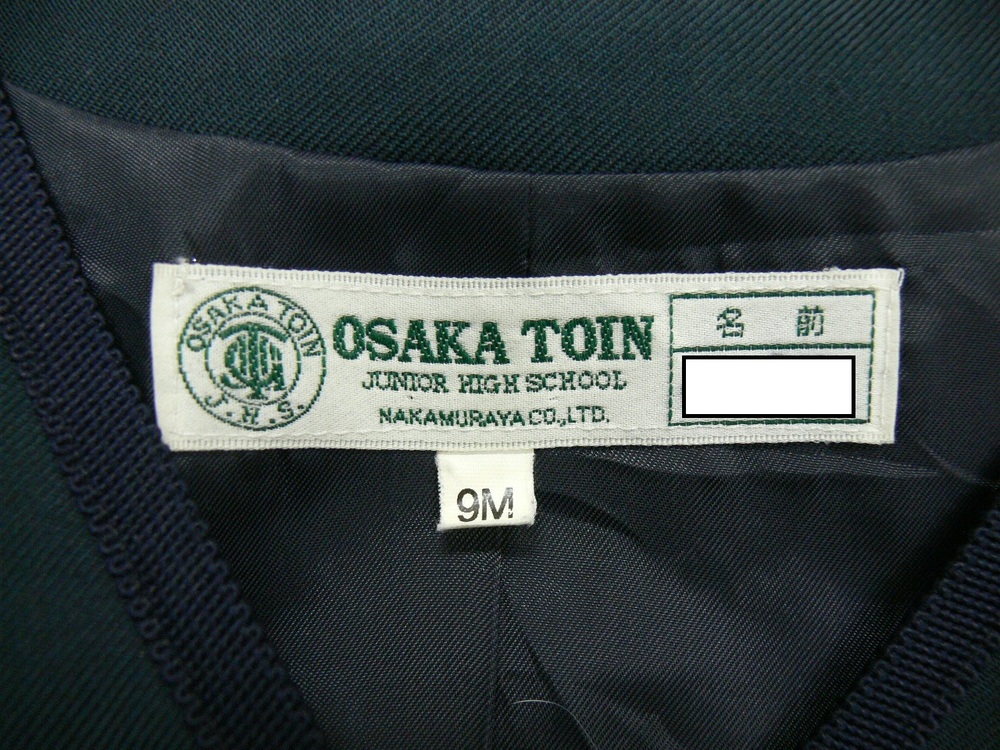 OSAKA TOIN
J.H.S.
OSAKA TOIN
JUNIOR HIGH SCHOOL
NAKAMURAYA CO.,LTD.
名前
9M